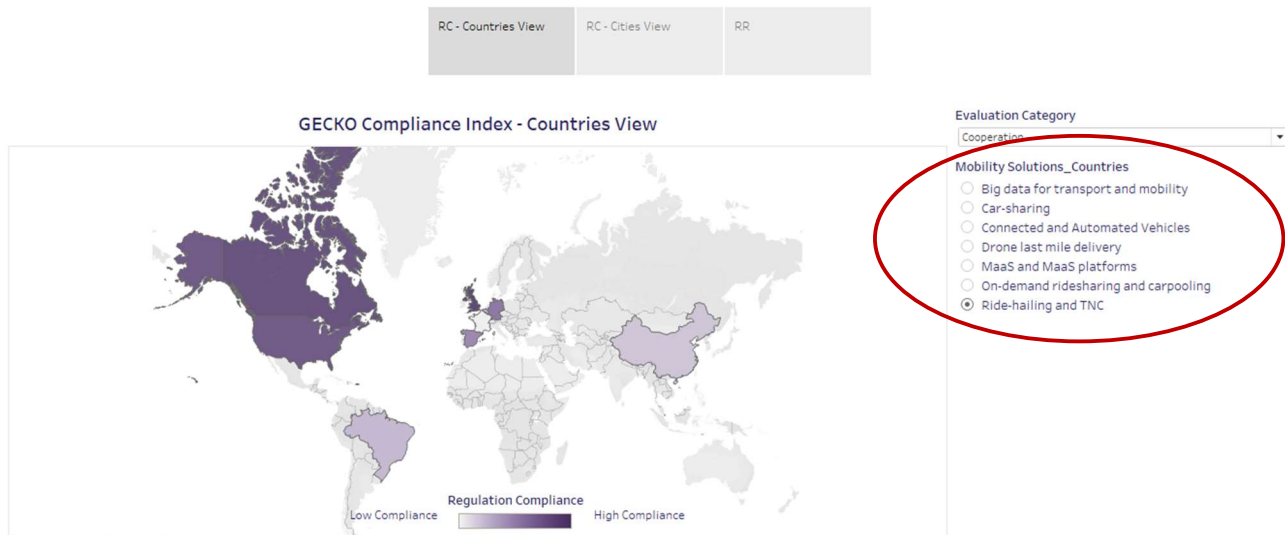 RC - Countries View
RC - Cities View
RR
GECKO Compliance Index - Countries View
Evaluation Category
Cooperation
Mobility Solutions_Countries
Big data for transport and mobility
Car-sharing
Connected and Automated Vehicles
Drone last mile delivery
MaaS and MaaS platforms
On-demand ridesharing and carpooling
Ride-hailing and TNC
Regulation Compliance
Low Compliance
High Compliance